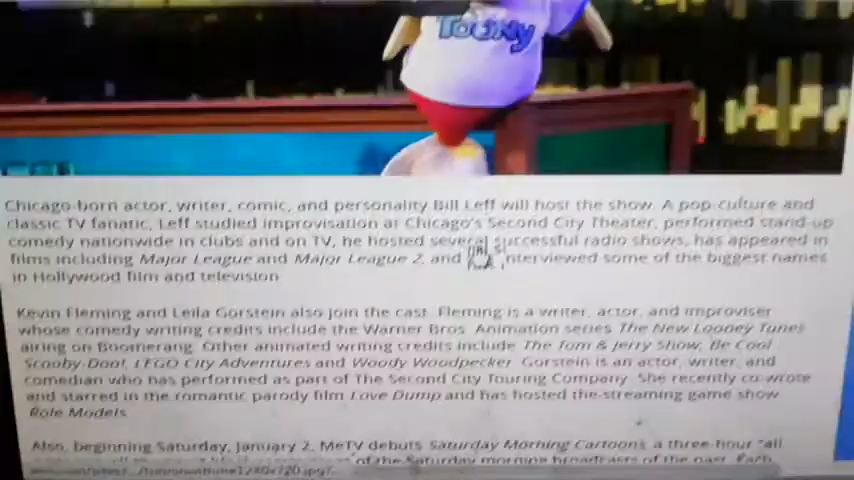 Toony
Chicago-born actor, writer, comic, and personality Bill Leff will host the show. A pop-culture and
classic TV fanatic, Leff studied improvisation at Chicago's Second City Theater, performed stand-up
comedy nationwide in clubs and on TV, he hosted several successful radio shows, has appeared in
films including Major League and Major League 2, and interviewed some of the biggest names
in Hollywood film and television
Kevin Fleming and Leila Gorstein also join the cast. Fleming is a writer, actor, and improviser
whose comedy writing credits include the Warner Bros. Animation series The New Looney Tunes
airing on Boomerang. Other animated writing credits include The Tom & Jerry Show, Be Cool
Scooby-Doo!, LEGO City Adventures and Woody Woodpecker. Gorstein is an actor, writer, and
comedian who has performed as part of The Second City Touring Company. She recently co-wrote
and starred in the romantic parody film Love Dump and has hosted the streaming game show
Role Models.
Also, beginning Saturday, January 2, MeTV debuts Saturday Morning Cartoons, a three-hour "all
of the Saturday morning broadcasts of the past. Each